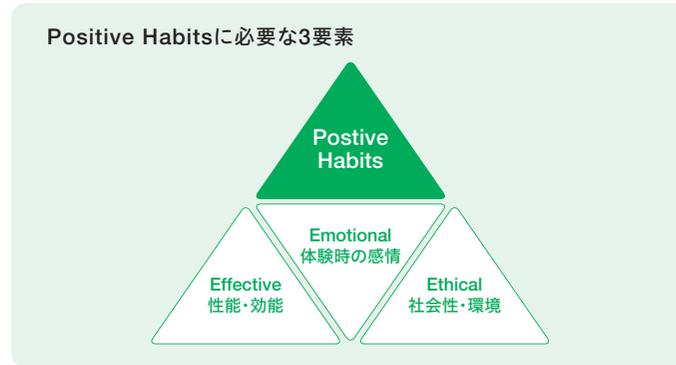 Positive Habitsに必要な3要素
Postive
Habits
Emotional
体験時の感情
Effective
性能・効能
Ethical
社会性・環境